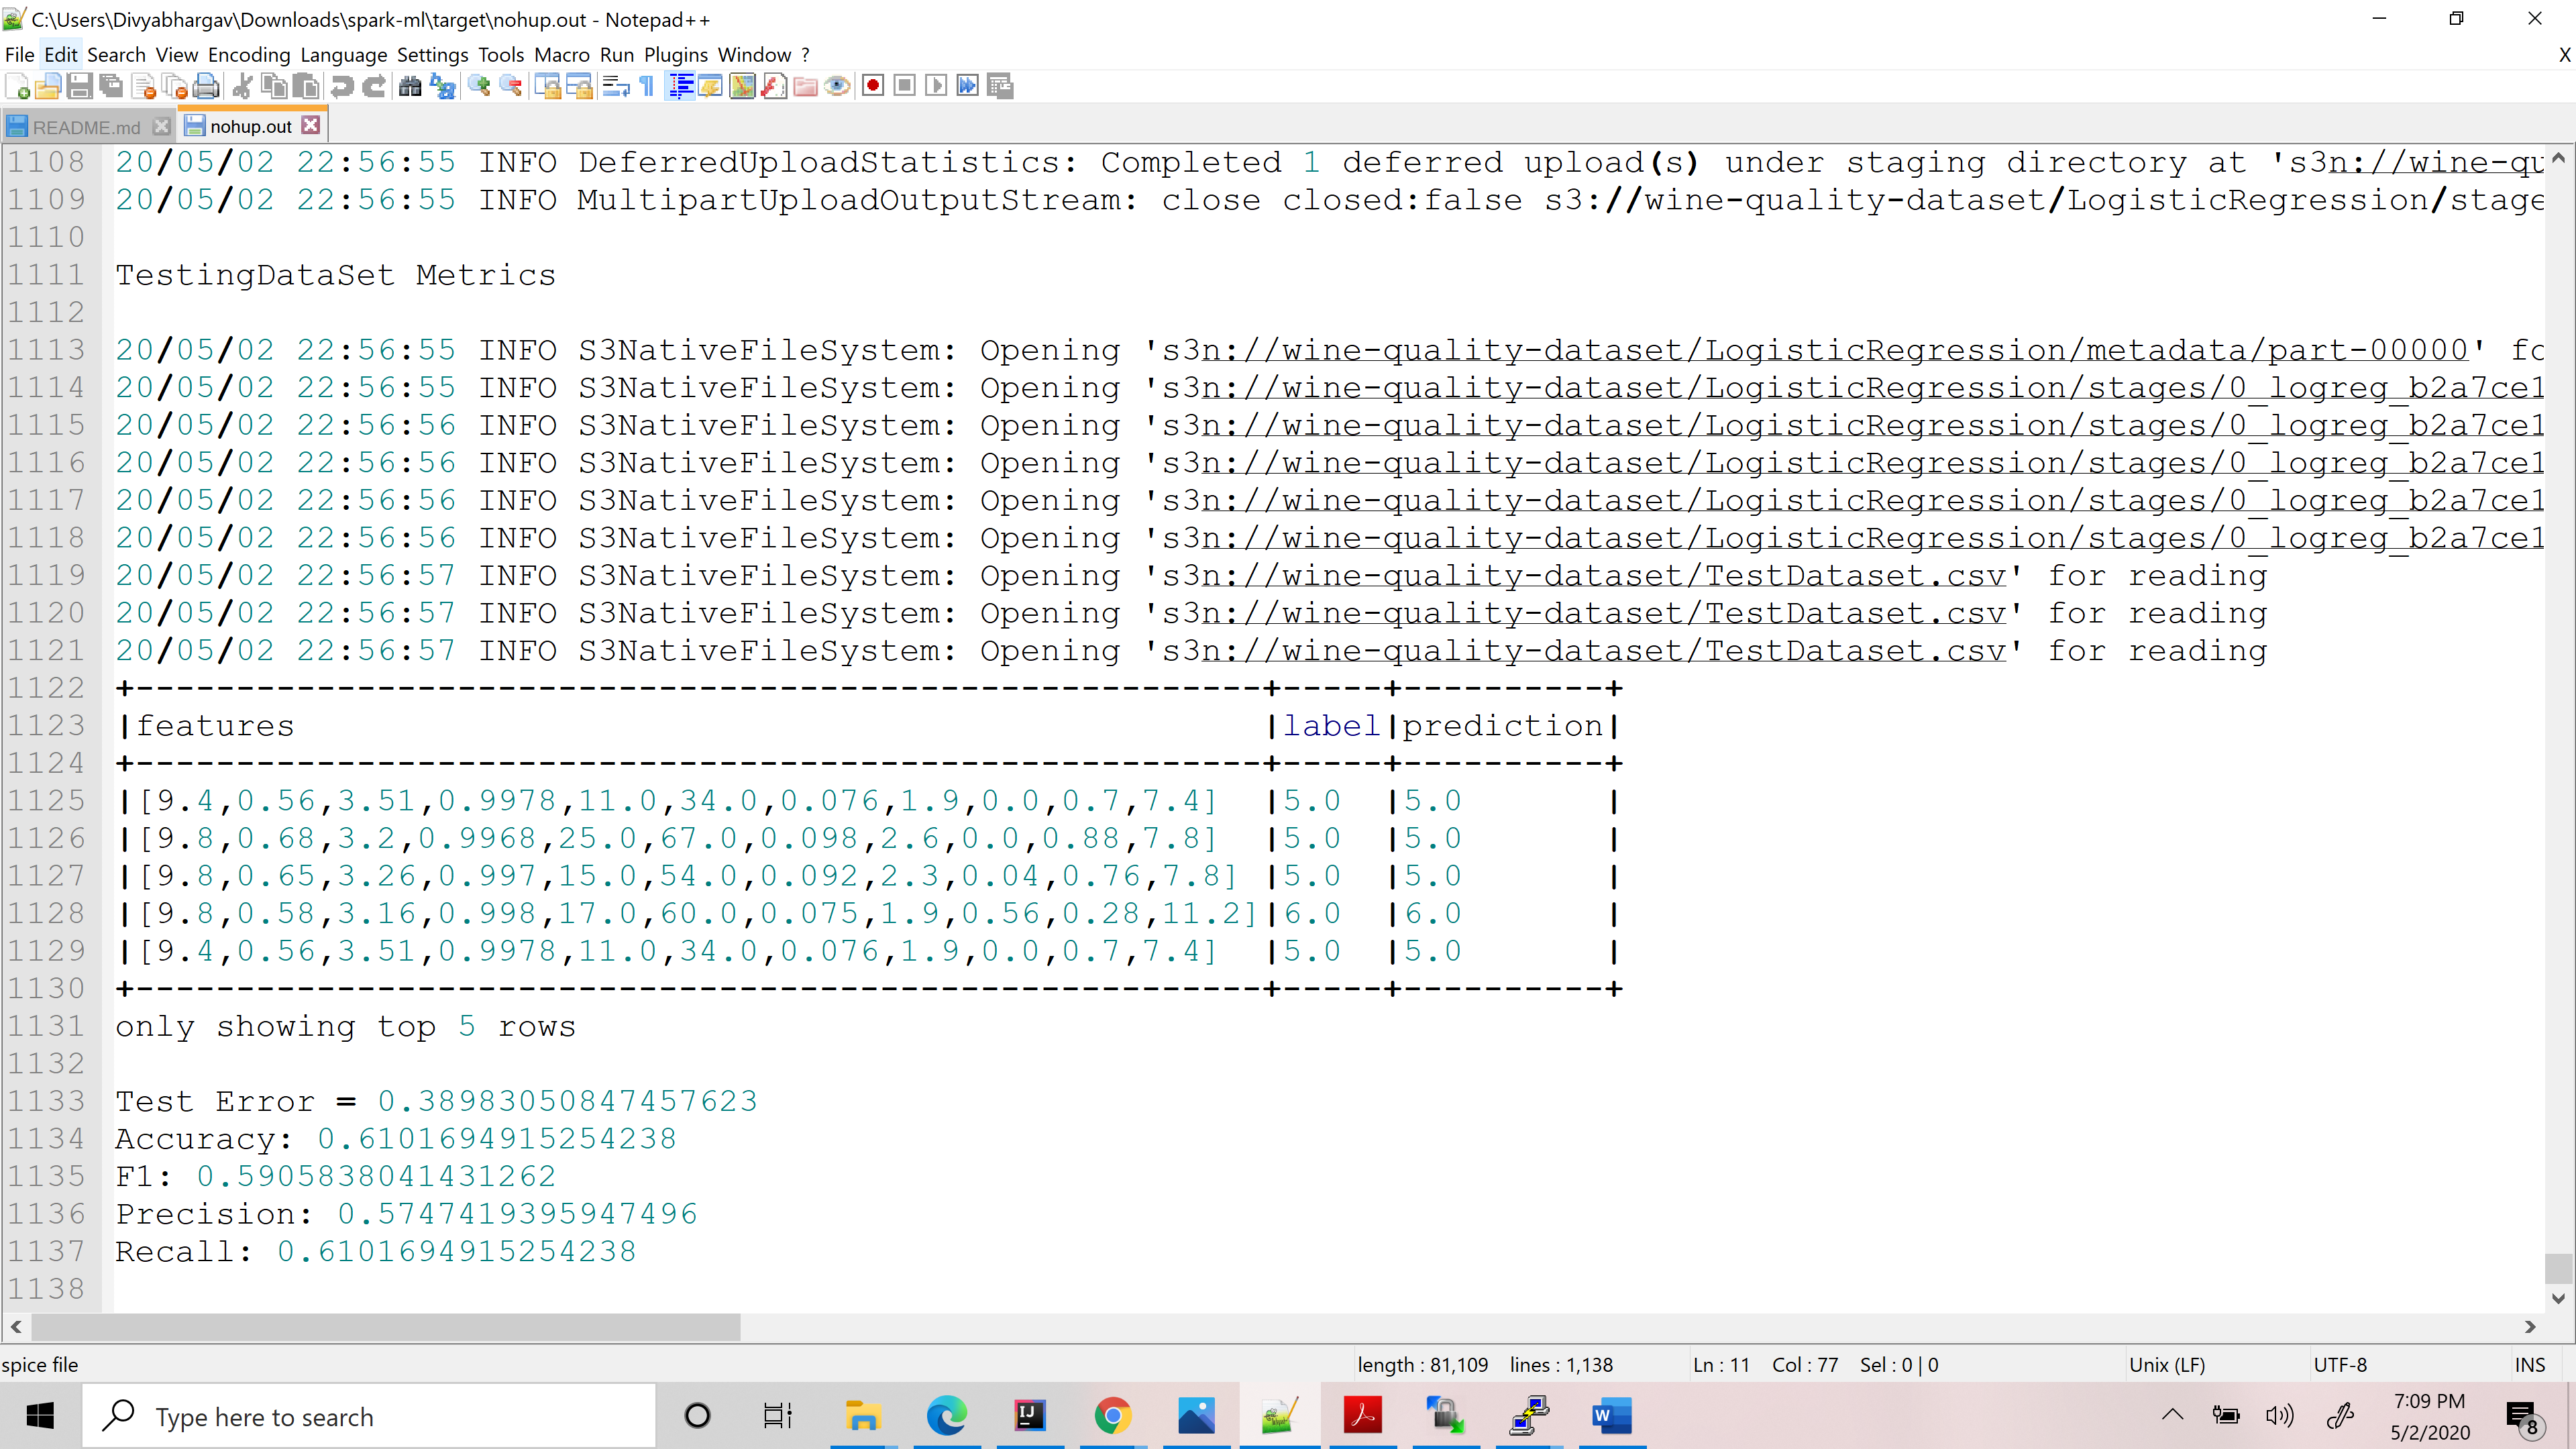 C:\Users\Divyabhargav\Downloads\spark-ml\target\nohup.out - Notepad++
File Edit Search View Encoding Language Settings Tools Macro Run Plugins Window ? X
README.md nohup.out
1108 20/05/02 22:56:55 INFO DeferredUploadStatistics: Completed 1 deferred upload(s) under staging directory at 's3n://wine-qu
1109 20/05/02 22:56:55 INFO MultipartUploadOutputStream: close closed:false s3://wine-quality-dataset/LogisticRegression/stage
1110
1111 TestingDataSet Metrics
1112
1113 20/05/02 22:56:55 INFO S3NativeFileSystem: Opening 's3n://wine-quality-dataset/LogisticRegression/metadata/part-00000' fo
1114 20/05/02 22:56:55 INFO S3NativeFileSystem: Opening 's3n://wine-quality-dataset/LogisticRegression/stages/0_logreg_b2a7ce1
1115 20/05/02 22:56:56 INFO S3NativeFileSystem: Opening 's3n://wine-quality-dataset/LogisticRegression/stages/0_logreg_b2a7ce1
1116 20/05/02 22:56:56 INFO S3NativeFileSystem: Opening 's3n://wine-quality-dataset/LogisticRegression/stages/0_logreg_b2a7ce1
1117 20/05/02 22:56:56 INFO S3NativeFileSystem: Opening 's3n://wine-quality-dataset/LogisticRegression/stages/0_logreg_b2a7ce1
1118 20/05/02 22:56:56 INFO S3NativeFileSystem: Opening 's3n://wine-quality-dataset/LogisticRegression/stages/0_logreg_b2a7ce1
1119 20/05/02 22:56:57 INFO S3NativeFileSystem: Opening 's3n://wine-quality-dataset/TestDataset.csv' for reading
1120 20/05/02 22:56:57 INFO S3NativeFileSystem: Opening 's3n://wine-quality-dataset/TestDataset.csv' for reading
1121 20/05/02 22:56:57 INFO S3NativeFileSystem: Opening 's3n://wine-quality-dataset/TestDataset.csv' for reading
1122 +--------------------------------------------------------+-----+----------+
1123 |features                                                |label|prediction|
1124 +--------------------------------------------------------+-----+----------+
1125 |[9.4,0.56,3.51,0.9978,11.0,34.0,0.076,1.9,0.0,0.7,7.4]  |5.0  |5.0       |
1126 |[9.8,0.68,3.2,0.9968,25.0,67.0,0.098,2.6,0.0,0.88,7.8]  |5.0  |5.0       |
1127 |[9.8,0.65,3.26,0.997,15.0,54.0,0.092,2.3,0.04,0.76,7.8] |5.0  |5.0       |
1128 |[9.8,0.58,3.16,0.998,17.0,60.0,0.075,1.9,0.56,0.28,11.2]|6.0  |6.0       |
1129 |[9.4,0.56,3.51,0.9978,11.0,34.0,0.076,1.9,0.0,0.7,7.4]  |5.0  |5.0       |
1130 +--------------------------------------------------------+-----+----------+
1131 only showing top 5 rows
1132
1133 Test Error = 0.38983050847457623
1134 Accuracy: 0.6101694915254238
1135 F1: 0.5905838041431262
1136 Precision: 0.5747419395947496
1137 Recall: 0.6101694915254238
1138
spice file length : 81,109 lines : 1,138 Ln : 11 Col : 77 Sel : 0 | 0 Unix (LF) UTF-8 INS
Type here to search
7:09 PM
5/2/2020
8